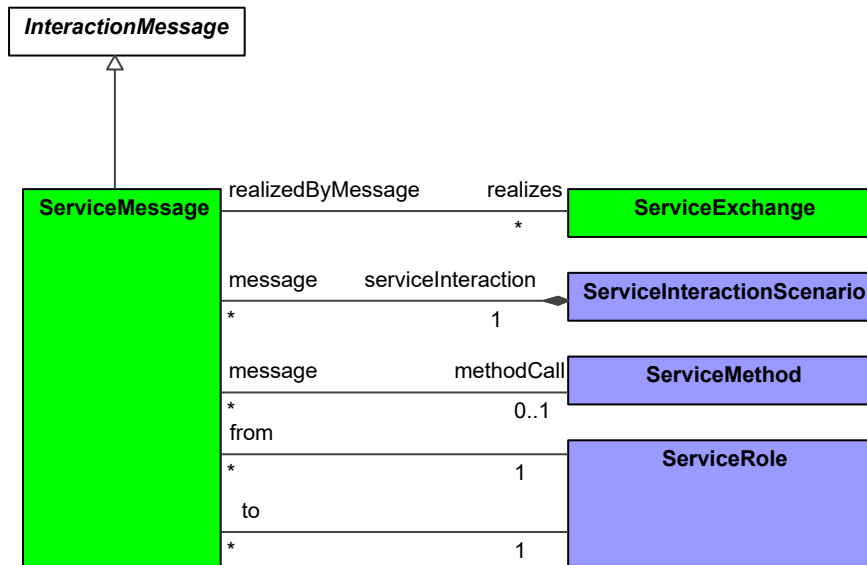 InteractionMessage
ServiceMessage
realizedByMessage realizes
*
ServiceExchange
message serviceInteraction
* 1
ServiceInteractionScenario
message methodCall
* 0..1
ServiceMethod
from
* 1
ServiceRole
to
* 1